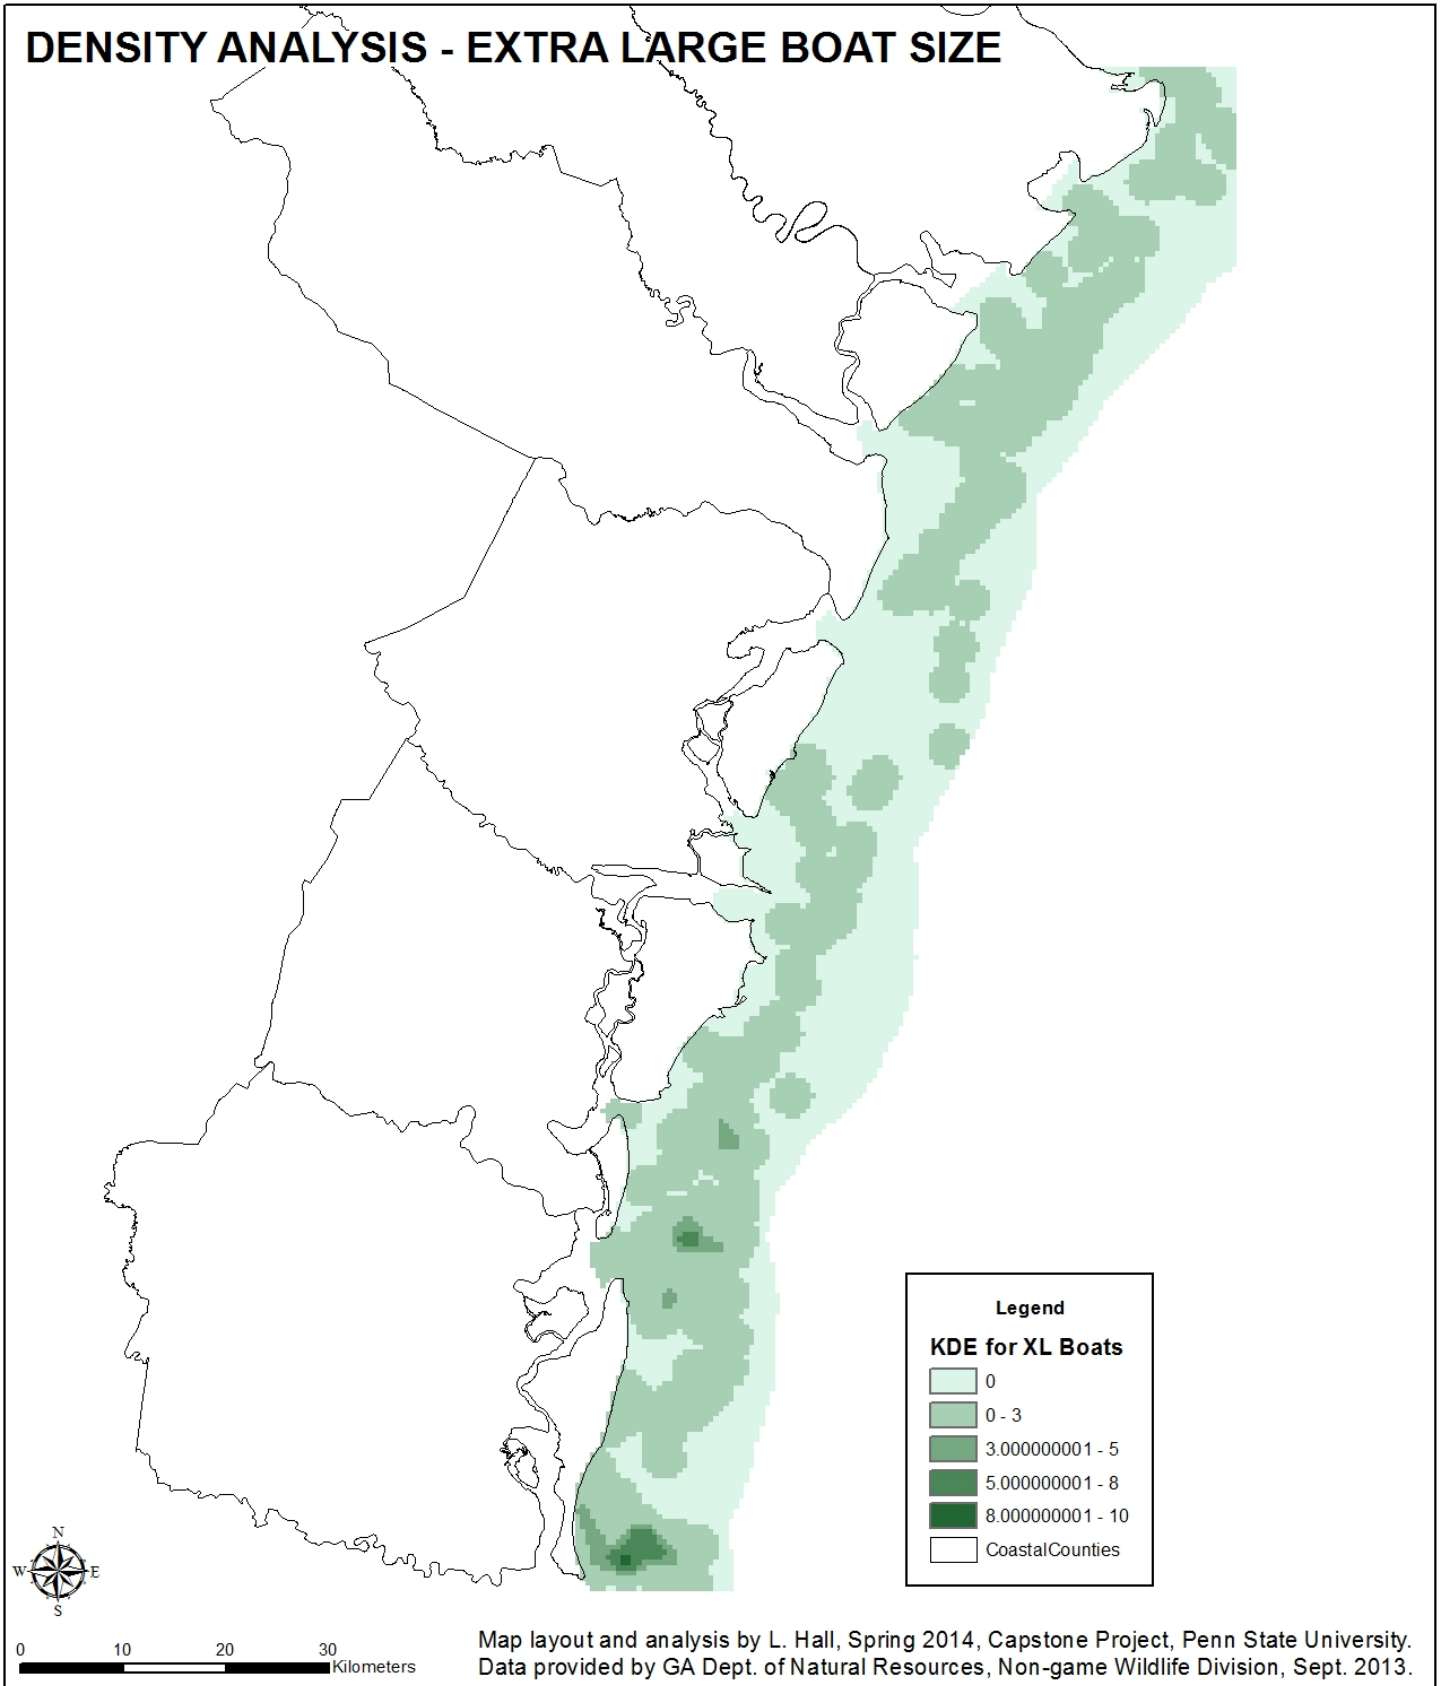 DENSITY ANALYSIS - EXTRA LARGE BOAT SIZE
Legend
KDE for XL Boats
0
0 - 3
3.000000001 - 5
5.000000001 - 8
8.000000001 - 10
CoastalCounties
N
W E
S
0 10 20 30
Kilometers
Map layout and analysis by L. Hall, Spring 2014, Capstone Project, Penn State University.
Data provided by GA Dept. of Natural Resources, Non-game Wildlife Division, Sept. 2013.